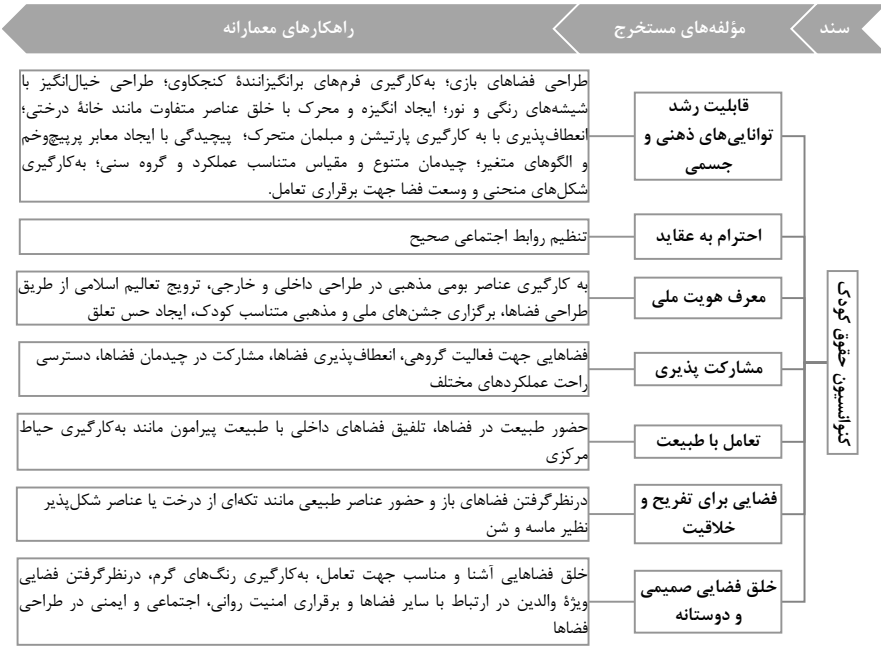 سند
مؤلفه‌های مستخرج
راهکارهای معمارانه
کنوانسیون حقوق کودک
قابلیت رشد
توانایی‌های ذهنی و
جسمی
طراحی فضاهای بازی؛ به‌کارگیری فرم‌های برانگیزانندهٔ کنجکاوی؛ طراحی خیال‌انگیز با
شیشه‌های رنگی و نور؛ ایجاد انگیزه و محرک با خلق عناصر متفاوت مانند خانهٔ درختی؛
انعطاف‌پذیری با به کارگیری پارتیشن و مبلمان متحرک؛ پیچیدگی با ایجاد معابر پرپیچ‌وخم
و الگوهای متغیر؛ چیدمان متنوع و مقیاس متناسب عملکرد و گروه سنی؛ به‌کارگیری
شکل‌های منحنی و وسعت فضا جهت برقراری تعامل.
احترام به عقاید
تنظیم روابط اجتماعی صحیح
معرف هویت ملی
به کارگیری عناصر بومی مذهبی در طراحی داخلی و خارجی، ترویج تعالیم اسلامی از طریق
طراحی فضاها، برگزاری جشن‌های ملی و مذهبی متناسب کودک، ایجاد حس تعلق
مشارکت پذیری
فضاهایی جهت فعالیت گروهی، انعطاف‌پذیری فضاها، مشارکت در چیدمان فضاها، دسترسی
راحت عملکردهای مختلف
تعامل با طبیعت
حضور طبیعت در فضاها، تلفیق فضاهای داخلی با طبیعت پیرامون مانند به‌کارگیری حیاط
مرکزی
فضایی برای تفریح و
خلاقیت
درنظرگرفتن فضاهای باز و حضور عناصر طبیعی مانند تکه‌ای از درخت یا عناصر شکل‌پذیر
نظیر ماسه و شن
خلق فضایی صمیمی
و دوستانه
خلق فضاهایی آشنا و مناسب جهت تعامل، به‌کارگیری رنگ‌های گرم، درنظرگرفتن فضایی
ویژهٔ والدین در ارتباط با سایر فضاها و برقراری امنیت روانی، اجتماعی و ایمنی در طراحی
فضاها